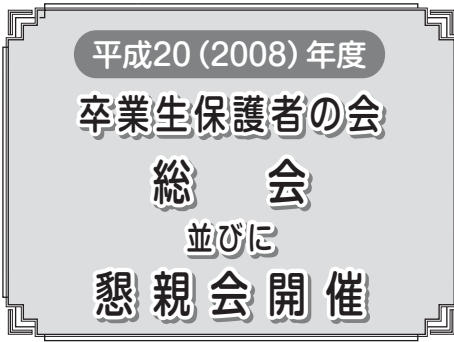 平成20（2008）年度
卒業生保護者の会
総　会
並びに
懇親会開催